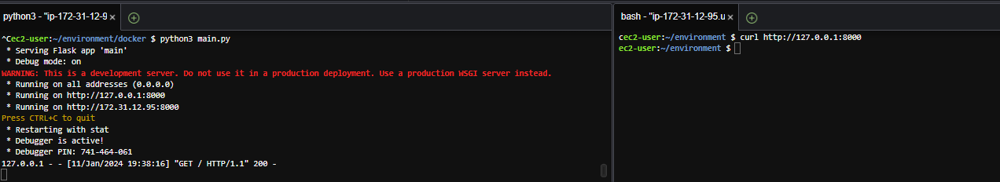 python3 - "ip-172-31-12-9
^Cec2-user:~/environment/docker $ python3 main.py
* Serving Flask app 'main'
* Debug mode: on
WARNING: This is a development server. Do not use it in a production deployment. Use a production WSGI server instead.
* Running on all addresses (0.0.0.0)
* Running on http://127.0.0.1:8000
* Running on http://172.31.12.95:8000
Press CTRL+C to quit
* Restarting with stat
* Debugger is active!
* Debugger PIN: 741-464-061
127.0.0.1 - - [11/Jan/2024 19:38:16] "GET / HTTP/1.1" 200 -
bash - "ip-172-31-12-95.u
cec2-user:~/environment $ curl http://127.0.0.1:8000
ec2-user:~/environment $